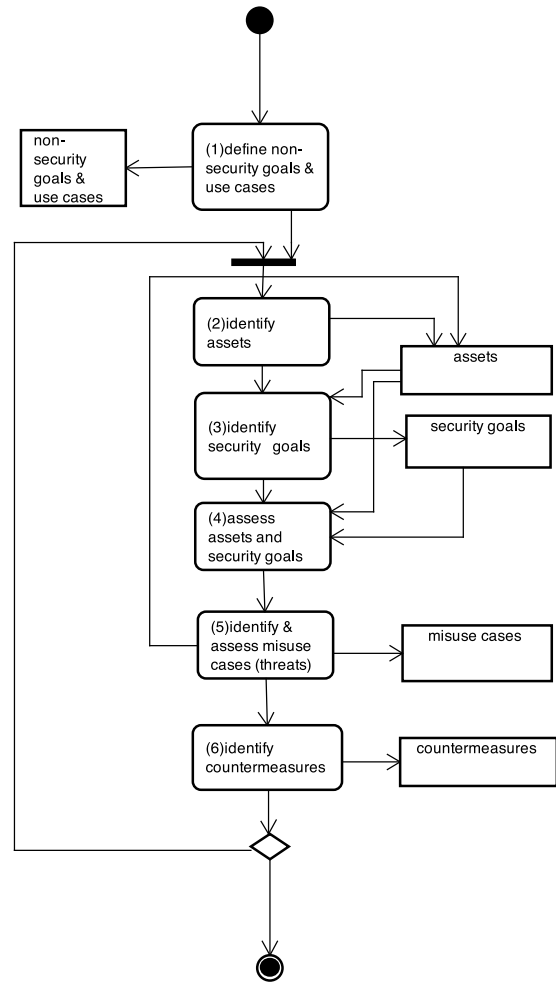 non-
security
goals &
use cases
(1)define non-
security goals &
use cases
(2)identify
assets
assets
(3)identify
security goals
security goals
(4)assess
assets and
security goals
(5)identify &
assess misuse
cases (threats)
misuse cases
(6)identify
countermeasures
countermeasures